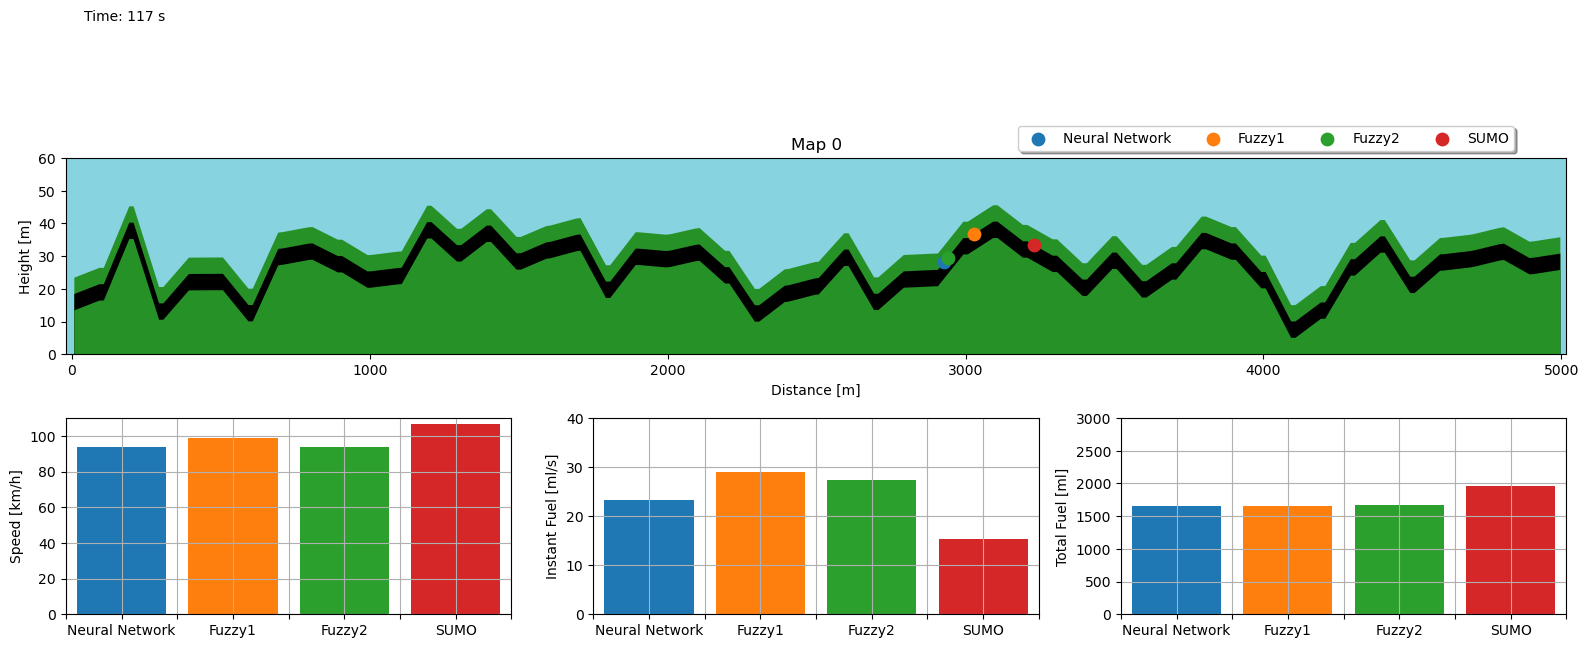 Time: 117 s
Neural Network Fuzzy1 Fuzzy2 SUMO
Map 0
Height [m]
60
50
40
30
20
10
0
0 1000 2000 3000 4000 5000
Distance [m]
Speed [km/h]
100
80
60
40
20
0
Neural Network Fuzzy1 Fuzzy2 SUMO
Instant Fuel [ml/s]
40
30
20
10
0
Neural Network Fuzzy1 Fuzzy2 SUMO
Total Fuel [ml]
3000
2500
2000
1500
1000
500
0
Neural Network Fuzzy1 Fuzzy2 SUMO